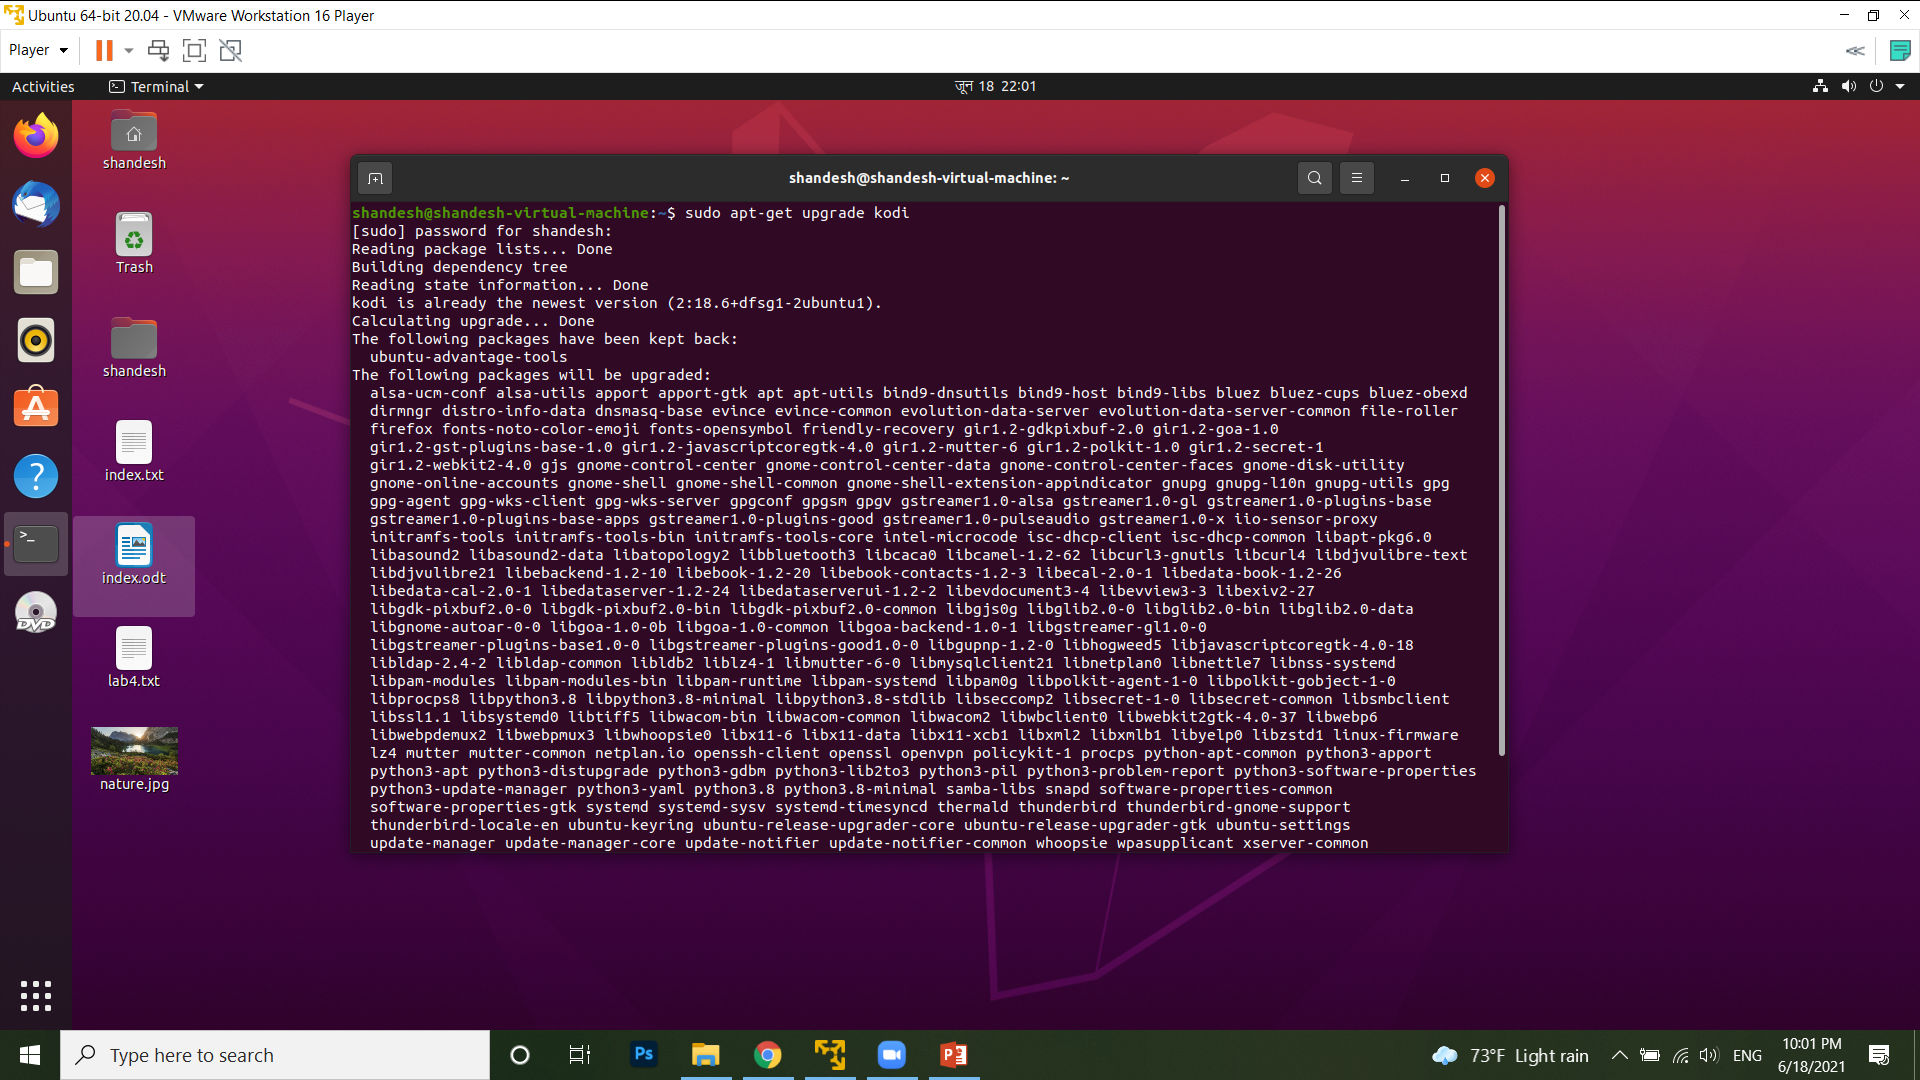 Ubuntu 64-bit 20.04 - VMware Workstation 16 Player
Player
Activities
Terminal
जून 18 22:01
shandesh
Trash
shandesh
index.txt
index.odt
lab4.txt
nature.jpg
DVD
shandesh@shandesh-virtual-machine: ~
shandesh@shandesh-virtual-machine:~$ sudo apt-get upgrade kodi
[sudo] password for shandesh:
Reading package lists... Done
Building dependency tree
Reading state information... Done
kodi is already the newest version (2:18.6+dfsg1-2ubuntu1).
Calculating upgrade... Done
The following packages have been kept back:
ubuntu-advantage-tools
The following packages will be upgraded:
alsa-ucm-conf alsa-utils apport apport-gtk apt apt-utils bind9-dnsutils bind9-host bind9-libs bluez bluez-cups bluez-obexd
dirmngr distro-info-data dnsmasq-base evince evince-common evolution-data-server evolution-data-server-common file-roller
firefox fonts-noto-color-emoji fonts-opensymbol friendly-recovery gir1.2-gdkpixbuf-2.0 gir1.2-goa-1.0
gir1.2-gst-plugins-base-1.0 gir1.2-javascriptcoregtk-4.0 gir1.2-mutter-6 gir1.2-polkit-1.0 gir1.2-secret-1
gir1.2-webkit2-4.0 gjs gnome-control-center gnome-control-center-data gnome-control-center-faces gnome-disk-utility
gnome-online-accounts gnome-shell gnome-shell-common gnome-shell-extension-appindicator gnupg gnupg-l10n gnupg-utils gpg
gpg-agent gpg-wks-client gpg-wks-server gpgconf gpgsm gpgv gstreamer1.0-alsa gstreamer1.0-gl gstreamer1.0-plugins-base
gstreamer1.0-plugins-base-apps gstreamer1.0-plugins-good gstreamer1.0-pulseaudio gstreamer1.0-x iio-sensor-proxy
initramfs-tools initramfs-tools-bin initramfs-tools-core intel-microcode isc-dhcp-client isc-dhcp-common libapt-pkg6.0
libasound2 libasound2-data libatopology2 libbluetooth3 libcaca0 libcamel-1.2-62 libcurl3-gnutls libcurl4 libdjvulibre-text
libdjvulibre21 libebackend-1.2-10 libebook-1.2-20 libebook-contacts-1.2-3 libecal-2.0-1 libedata-book-1.2-26
libedata-cal-2.0-1 libedataserver-1.2-24 libedataserverui-1.2-2 libevdocument3-4 libevview3-3 libexiv2-27
libgdk-pixbuf2.0-0 libgdk-pixbuf2.0-bin libgdk-pixbuf2.0-common libgjs0g libglib2.0-0 libglib2.0-bin libglib2.0-data
libgnome-autoar-0-0 libgoa-1.0-0b libgoa-1.0-common libgoa-backend-1.0-1 libgstreamer-gl1.0-0
libgstreamer-plugins-base1.0-0 libgstreamer-plugins-good1.0-0 libgupnp-1.2-0 libhogweed5 libjavascriptcoregtk-4.0-18
libldap-2.4-2 libldap-common libldb2 liblz4-1 libmutter-6-0 libmysqlclient21 libnetplan0 libnettle7 libnss-systemd
libpam-modules libpam-modules-bin libpam-runtime libpam-systemd libpam0g libpolkit-agent-1-0 libpolkit-gobject-1-0
libprocps8 libpython3.8 libpython3.8-minimal libpython3.8-stdlib libseccomp2 libsecret-1-0 libsecret-common libsmbclient
libssl1.1 libsystemd0 libtiff5 libwacom-bin libwacom-common libwacom2 libwbclient0 libwebkit2gtk-4.0-37 libwebp6
libwebpdemux2 libwebpmux3 libwhoopsie0 libx11-6 libx11-data libx11-xcb1 libxml2 libxmlb1 libyelp0 libzstd1 linux-firmware
lz4 mutter mutter-common netplan.io openssh-client openssl openvpn policykit-1 procps python-apt-common python3-apport
python3-apt python3-distupgrade python3-gdbm python3-lib2to3 python3-pil python3-problem-report python3-software-properties
python3-update-manager python3-yaml python3.8 python3.8-minimal samba-libs snapd software-properties-common
software-properties-gtk systemd systemd-sysv systemd-timesyncd thermald thunderbird thunderbird-gnome-support
thunderbird-locale-en ubuntu-keyring ubuntu-release-upgrader-core ubuntu-release-upgrader-gtk ubuntu-settings
update-manager update-manager-core update-notifier update-notifier-common whoopsie wpasupplicant xserver-common
Type here to search
Ps
73°F Light rain
ENG
10:01 PM
6/18/2021